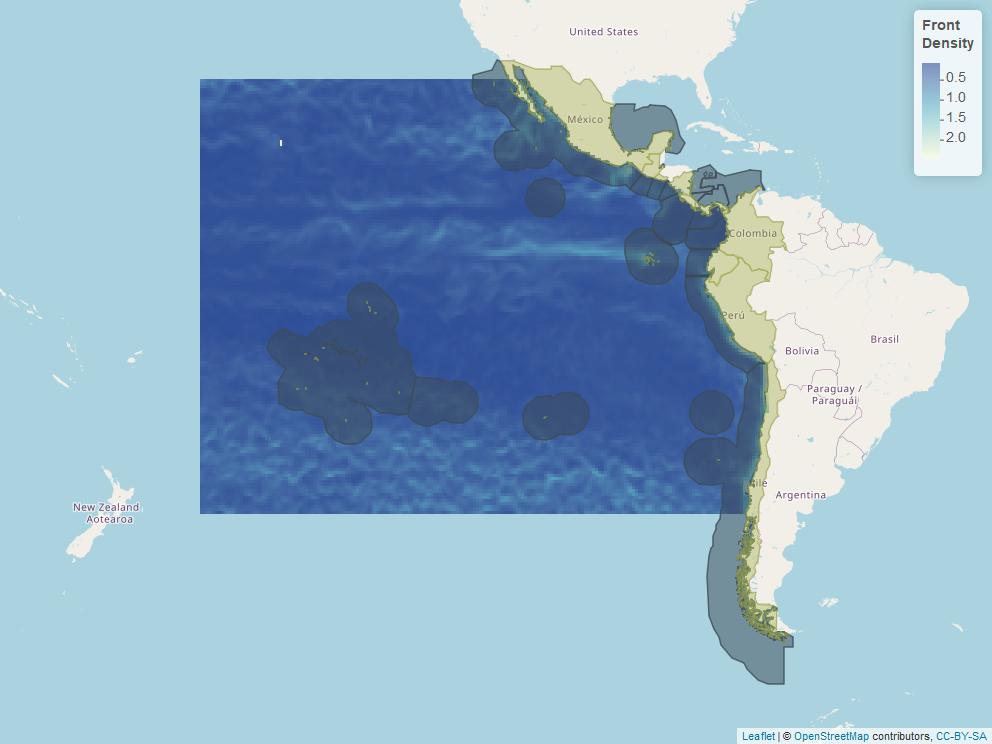 United States
Front
Density
0.5
1.0
1.5
2.0
México
Colombia
Perú
Brasil
Bolivia
Paraguay /
Paraguái
ile
Argentina
New Zealand
Aotearoa
Leaflet | © OpenStreetMap contributors, CC-BY-SA